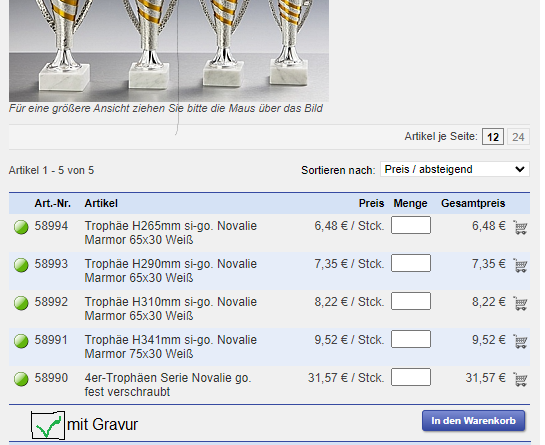 Für eine größere Ansicht ziehen Sie bitte die Maus über das Bild
Artikel je Seite: 12 24
Artikel 1 - 5 von 5 Sortieren nach: Preis / absteigend
Art.-Nr. Artikel Preis Menge Gesamtpreis
58994 Trophäe H265mm si-go. Novalie 6,48 € / Stck. 6,48 €
Marmor 65x30 Weiß
58993 Trophäe H290mm si-go. Novalie 7,35 € / Stck. 7,35 €
Marmor 65x30 Weiß
58992 Trophäe H310mm si-go. Novalie 8,22 € / Stck. 8,22 €
Marmor 65x30 Weiß
58991 Trophäe H341mm si-go. Novalie 9,52 € / Stck. 9,52 €
Marmor 75x30 Weiß
58990 4er-Trophäen Serie Novalie go. 31,57 € / Stck. 31,57 €
fest verschraubt
mit Gravur In den Warenkorb